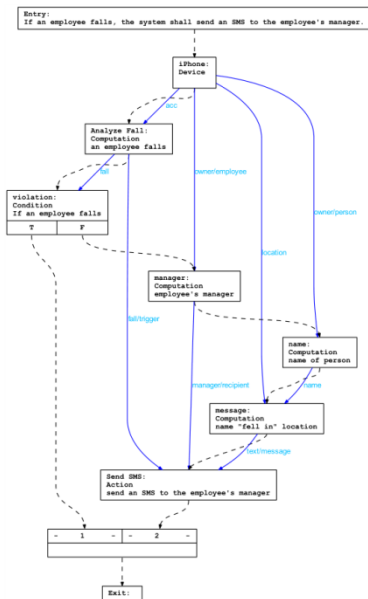 Entry:
If an employee falls, the system shall send an SMS to the employee's manager.
iPhone:
Device
acc
Analyze Fall:
Computation
an employee falls
fall
owner/employee
owner/person
violation:
Condition
If an employee falls
T F
location
manager:
Computation
employee's manager
fall/trigger
name:
Computation
name of person
manager/recipient
name
message:
Computation
name "fell in" location
text/message
Send SMS:
Action
send an SMS to the employee's manager
- 1 - - 2 -
Exit: